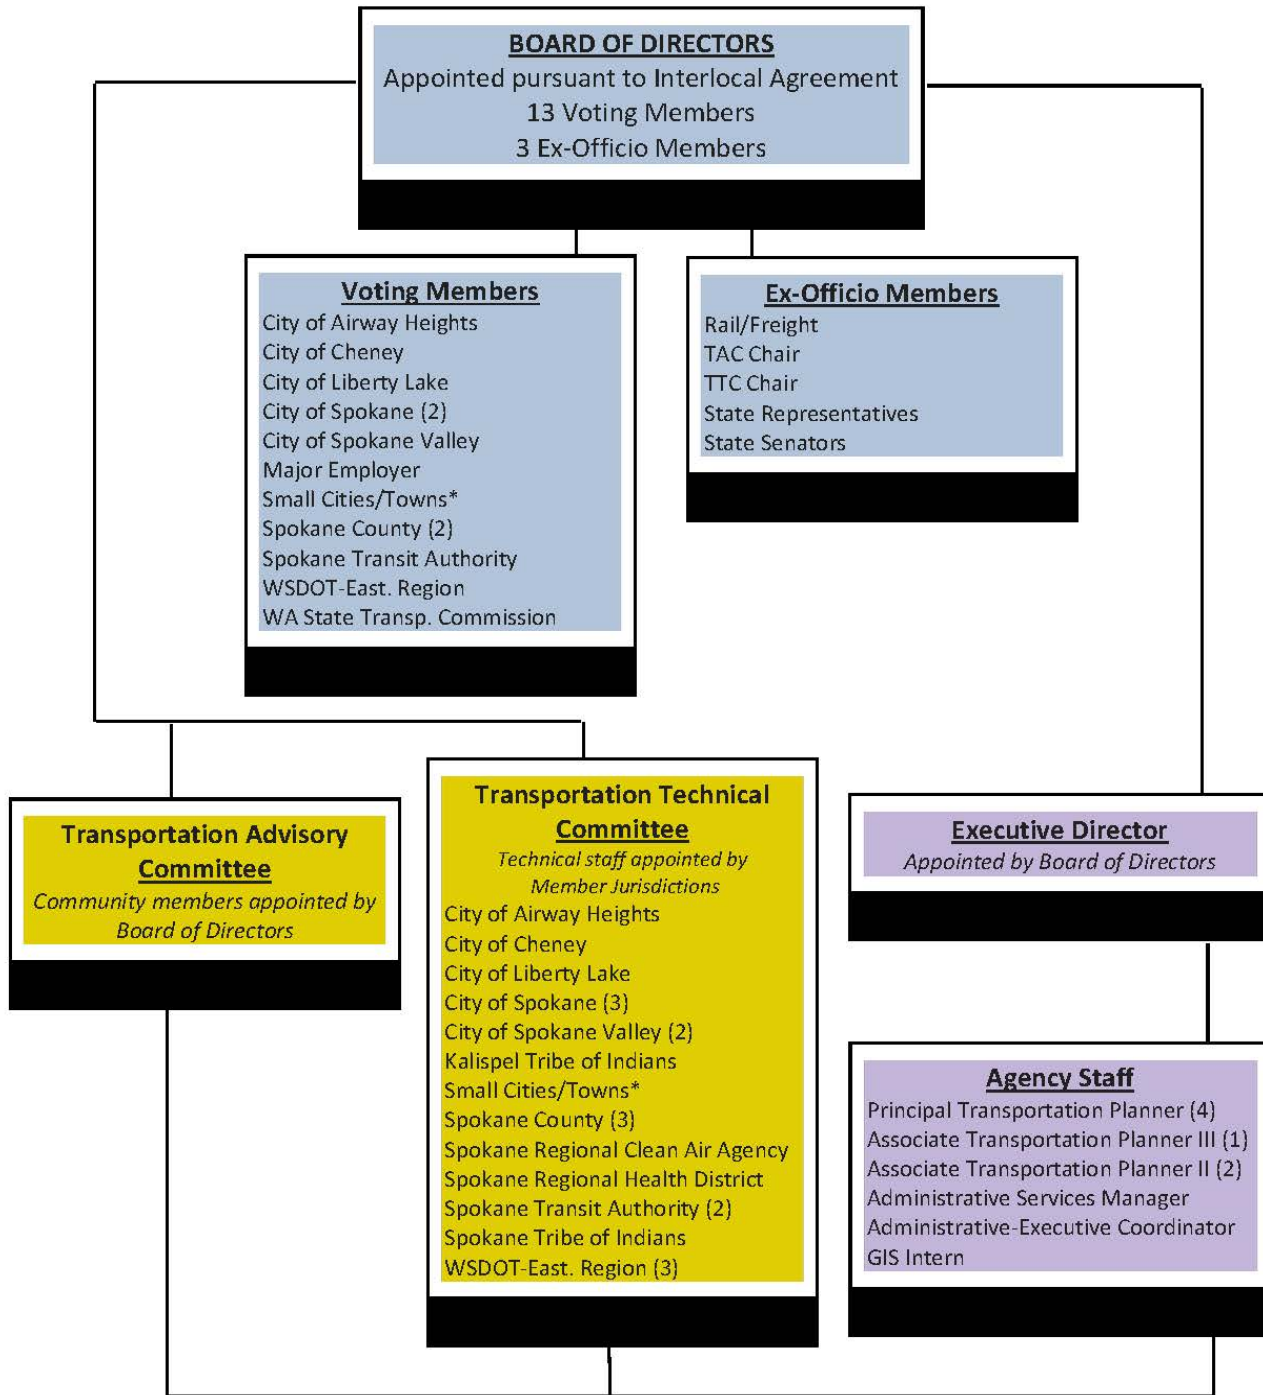 BOARD OF DIRECTORS
Appointed pursuant to Interlocal Agreement
13 Voting Members
3 Ex-Officio Members
Voting Members
City of Airway Heights
City of Cheney
City of Liberty Lake
City of Spokane (2)
City of Spokane Valley
Major Employer
Small Cities/Towns*
Spokane County (2)
Spokane Transit Authority
WSDOT-East. Region
WA State Transp. Commission
Ex-Officio Members
Rail/Freight
TAC Chair
TTC Chair
State Representatives
State Senators
Transportation Advisory
Committee
Community members appointed by
Board of Directors
Transportation Technical
Committee
Technical staff appointed by
Member Jurisdictions
City of Airway Heights
City of Cheney
City of Liberty Lake
City of Spokane (3)
City of Spokane Valley (2)
Kalispel Tribe of Indians
Small Cities/Towns*
Spokane County (3)
Spokane Regional Clean Air Agency
Spokane Regional Health District
Spokane Transit Authority (2)
Spokane Tribe of Indians
WSDOT-East. Region (3)
Executive Director
Appointed by Board of Directors
Agency Staff
Principal Transportation Planner (4)
Associate Transportation Planner III (1)
Associate Transportation Planner II (2)
Administrative Services Manager
Administrative-Executive Coordinator
GIS Intern